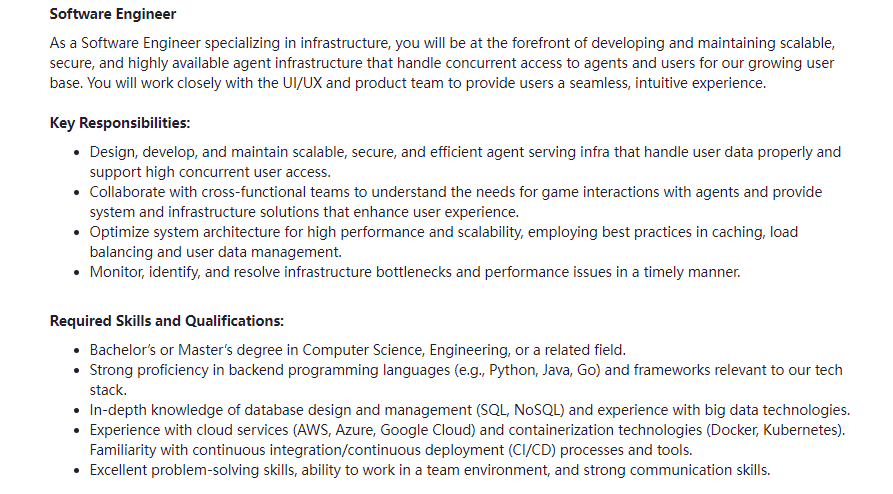 Software Engineer
As a Software Engineer specializing in infrastructure, you will be at the forefront of developing and maintaining scalable,
secure, and highly available agent infrastructure that handle concurrent access to agents and users for our growing user
base. You will work closely with the UI/UX and product team to provide users a seamless, intuitive experience.
Key Responsibilities:
• Design, develop, and maintain scalable, secure, and efficient agent serving infra that handle user data properly and
support high concurrent user access.
• Collaborate with cross-functional teams to understand the needs for game interactions with agents and provide
system and infrastructure solutions that enhance user experience.
• Optimize system architecture for high performance and scalability, employing best practices in caching, load
balancing and user data management.
• Monitor, identify, and resolve infrastructure bottlenecks and performance issues in a timely manner.
Required Skills and Qualifications:
• Bachelor’s or Master’s degree in Computer Science, Engineering, or a related field.
• Strong proficiency in backend programming languages (e.g., Python, Java, Go) and frameworks relevant to our tech
stack.
• In-depth knowledge of database design and management (SQL, NoSQL) and experience with big data technologies.
• Experience with cloud services (AWS, Azure, Google Cloud) and containerization technologies (Docker, Kubernetes).
Familiarity with continuous integration/continuous deployment (CI/CD) processes and tools.
• Excellent problem-solving skills, ability to work in a team environment, and strong communication skills.